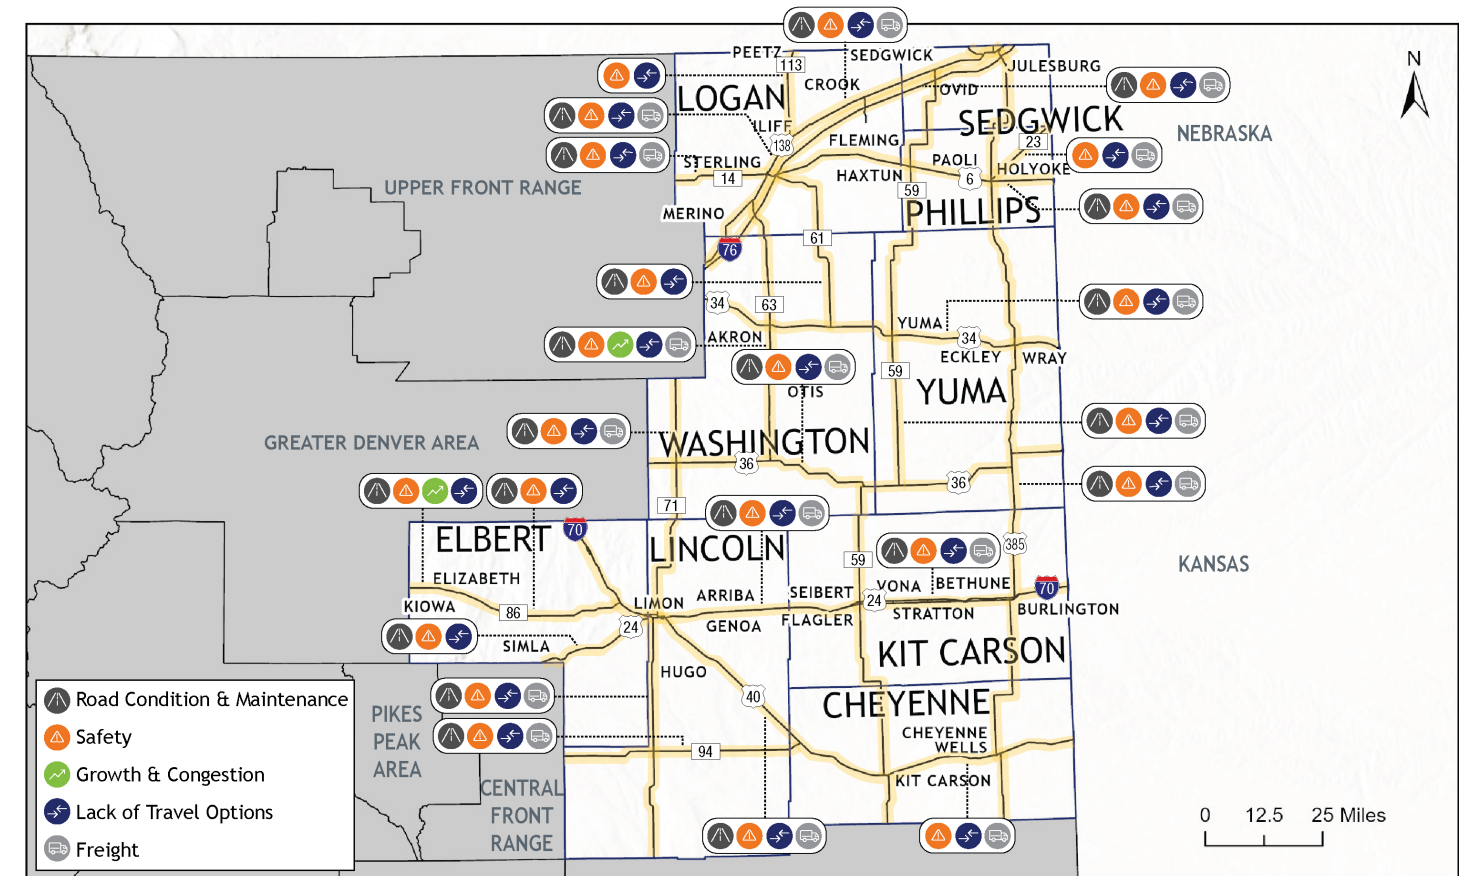 PEETZ
SEDGWICK
113
JULESBURG
CROOK
OVID
LOGAN
SEDGWICK
N
ILIFF
138
FLEMING
NEBRASKA
23
STERLING
PAOLI
HOLYOKE
14
HAXTUN
59
6
UPPER FRONT RANGE
MERINO
PHILLIPS
61
76
34
63
YUMA
AKRON
34
ECKLEY
WRAY
59
OTIS
YUMA
GREATER DENVER AREA
WASHINGTON
36
36
71
70
ELBERT
LINCOLN
385
59
KANSAS
ELIZABETH
VONA
BETHUNE
70
KIOWA
86
LIMON
ARRIBA
SEIBERT
24
STRATTON
BURLINGTON
24
GENOA
FLAGLER
SIMLA
KIT CARSON
HUGO
40
CHEYENNE
CHEYENNE
WELLS
94
KIT CARSON
PIKES
PEAK
AREA
CENTRAL
FRONT
RANGE
Road Condition & Maintenance
Safety
Growth & Congestion
Lack of Travel Options
Freight
0 12.5 25 Miles